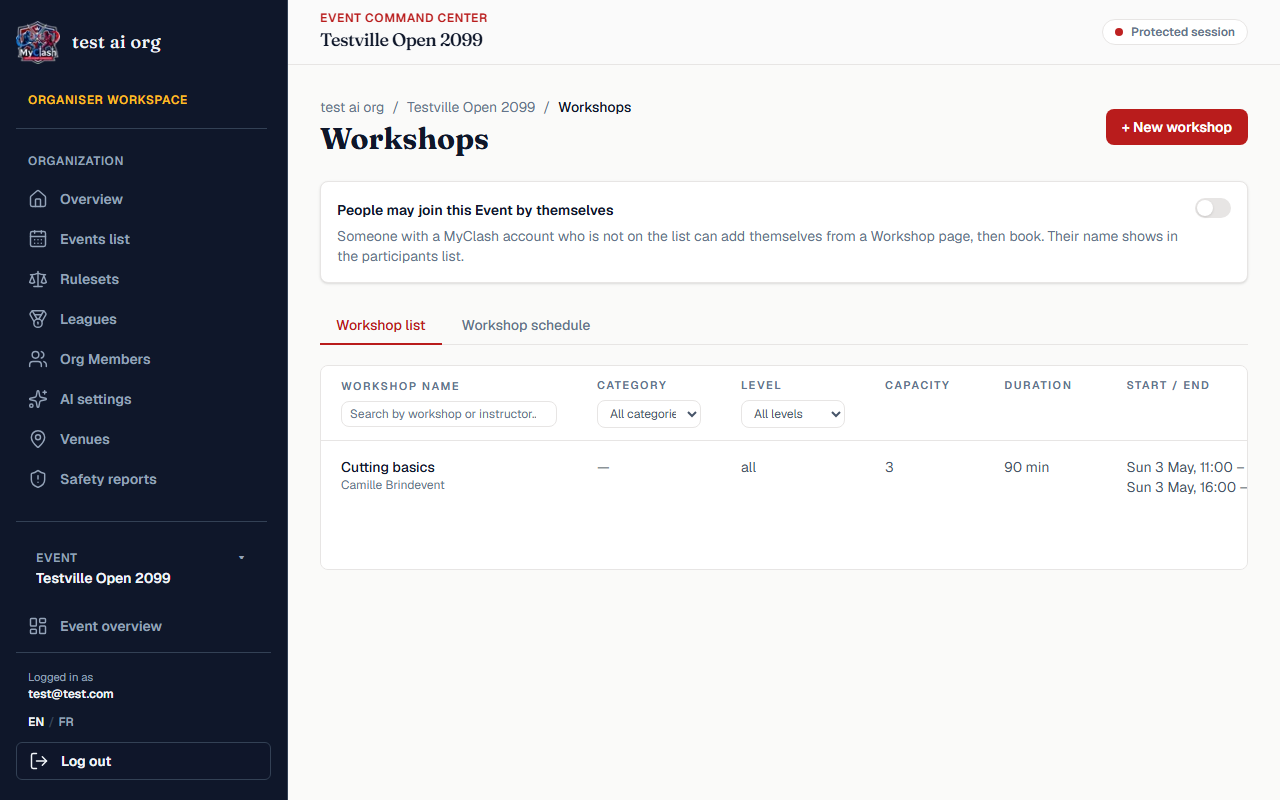 MyClash
test ai org
ORGANISER WORKSPACE
ORGANIZATION
Overview
Events list
Rulesets
Leagues
Org Members
AI settings
Venues
Safety reports
EVENT
Testville Open 2099
Event overview
Logged in as
test@test.com
EN / FR
Log out
EVENT COMMAND CENTER
Testville Open 2099
Protected session
test ai org / Testville Open 2099 / Workshops
Workshops
+ New workshop
People may join this Event by themselves
Someone with a MyClash account who is not on the list can add themselves from a Workshop page, then book. Their name shows in
the participants list.
Workshop list
Workshop schedule
WORKSHOP NAME CATEGORY LEVEL CAPACITY DURATION START / END
Search by workshop or instructor.. All categorie All levels
Cutting basics — all 3 90 min Sun 3 May, 11:00 –
Camille Brindevent Sun 3 May, 16:00 –